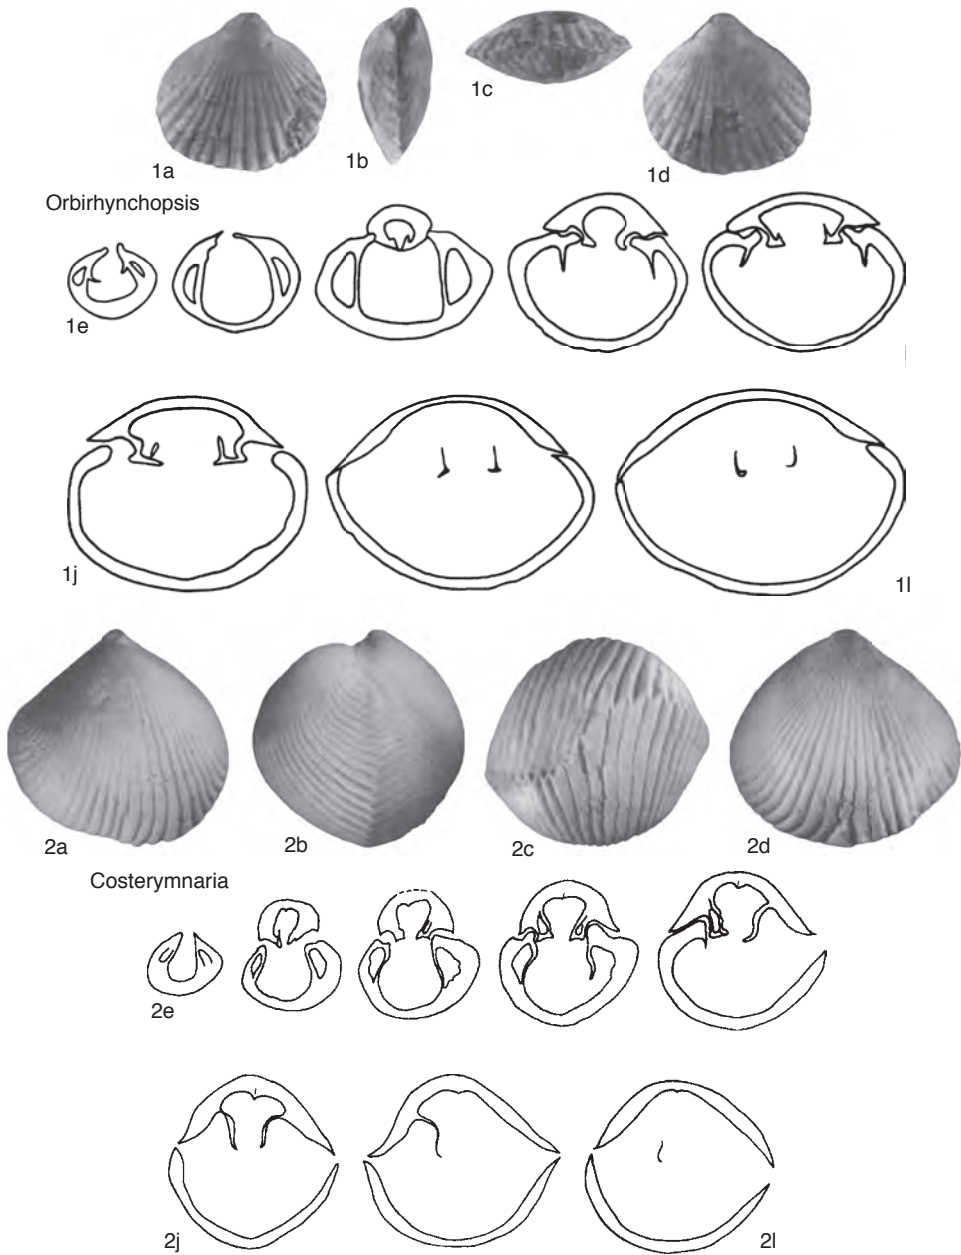 1a
1b
1c
1d
Orbirhynchopsis
1e
1j
1l
2a
2b
2c
2d
Costerymnaria
2e
2j
2l